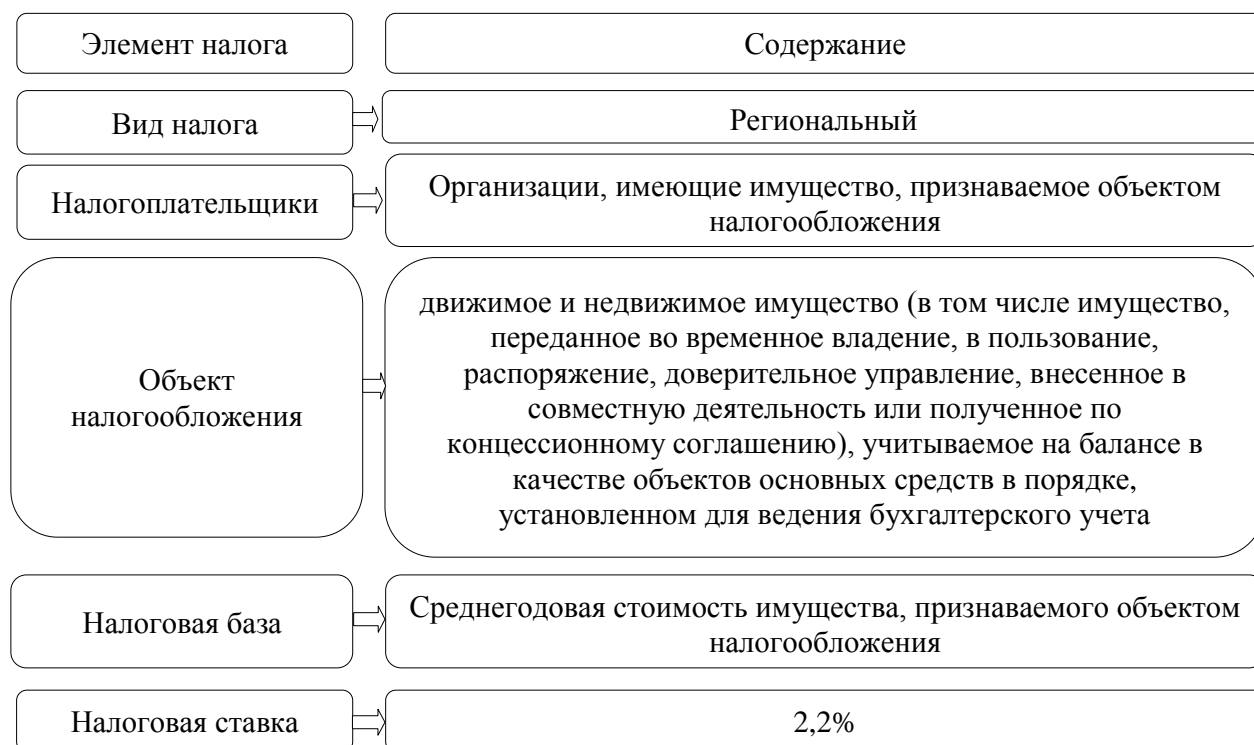 Элемент налога
Содержание
Вид налога
Региональный
Налогоплательщики
Организации, имеющие имущество, признаваемое объектом
налогообложения
Объект
налогообложения
движимое и недвижимое имущество (в том числе имущество,
переданное во временное владение, в пользование,
распоряжение, доверительное управление, внесенное в
совместную деятельность или полученное по
концессионному соглашению), учитываемое на балансе в
качестве объектов основных средств в порядке,
установленном для ведения бухгалтерского учета
Налоговая база
Среднегодовая стоимость имущества, признаваемого объектом
налогообложения
Налоговая ставка
2,2%